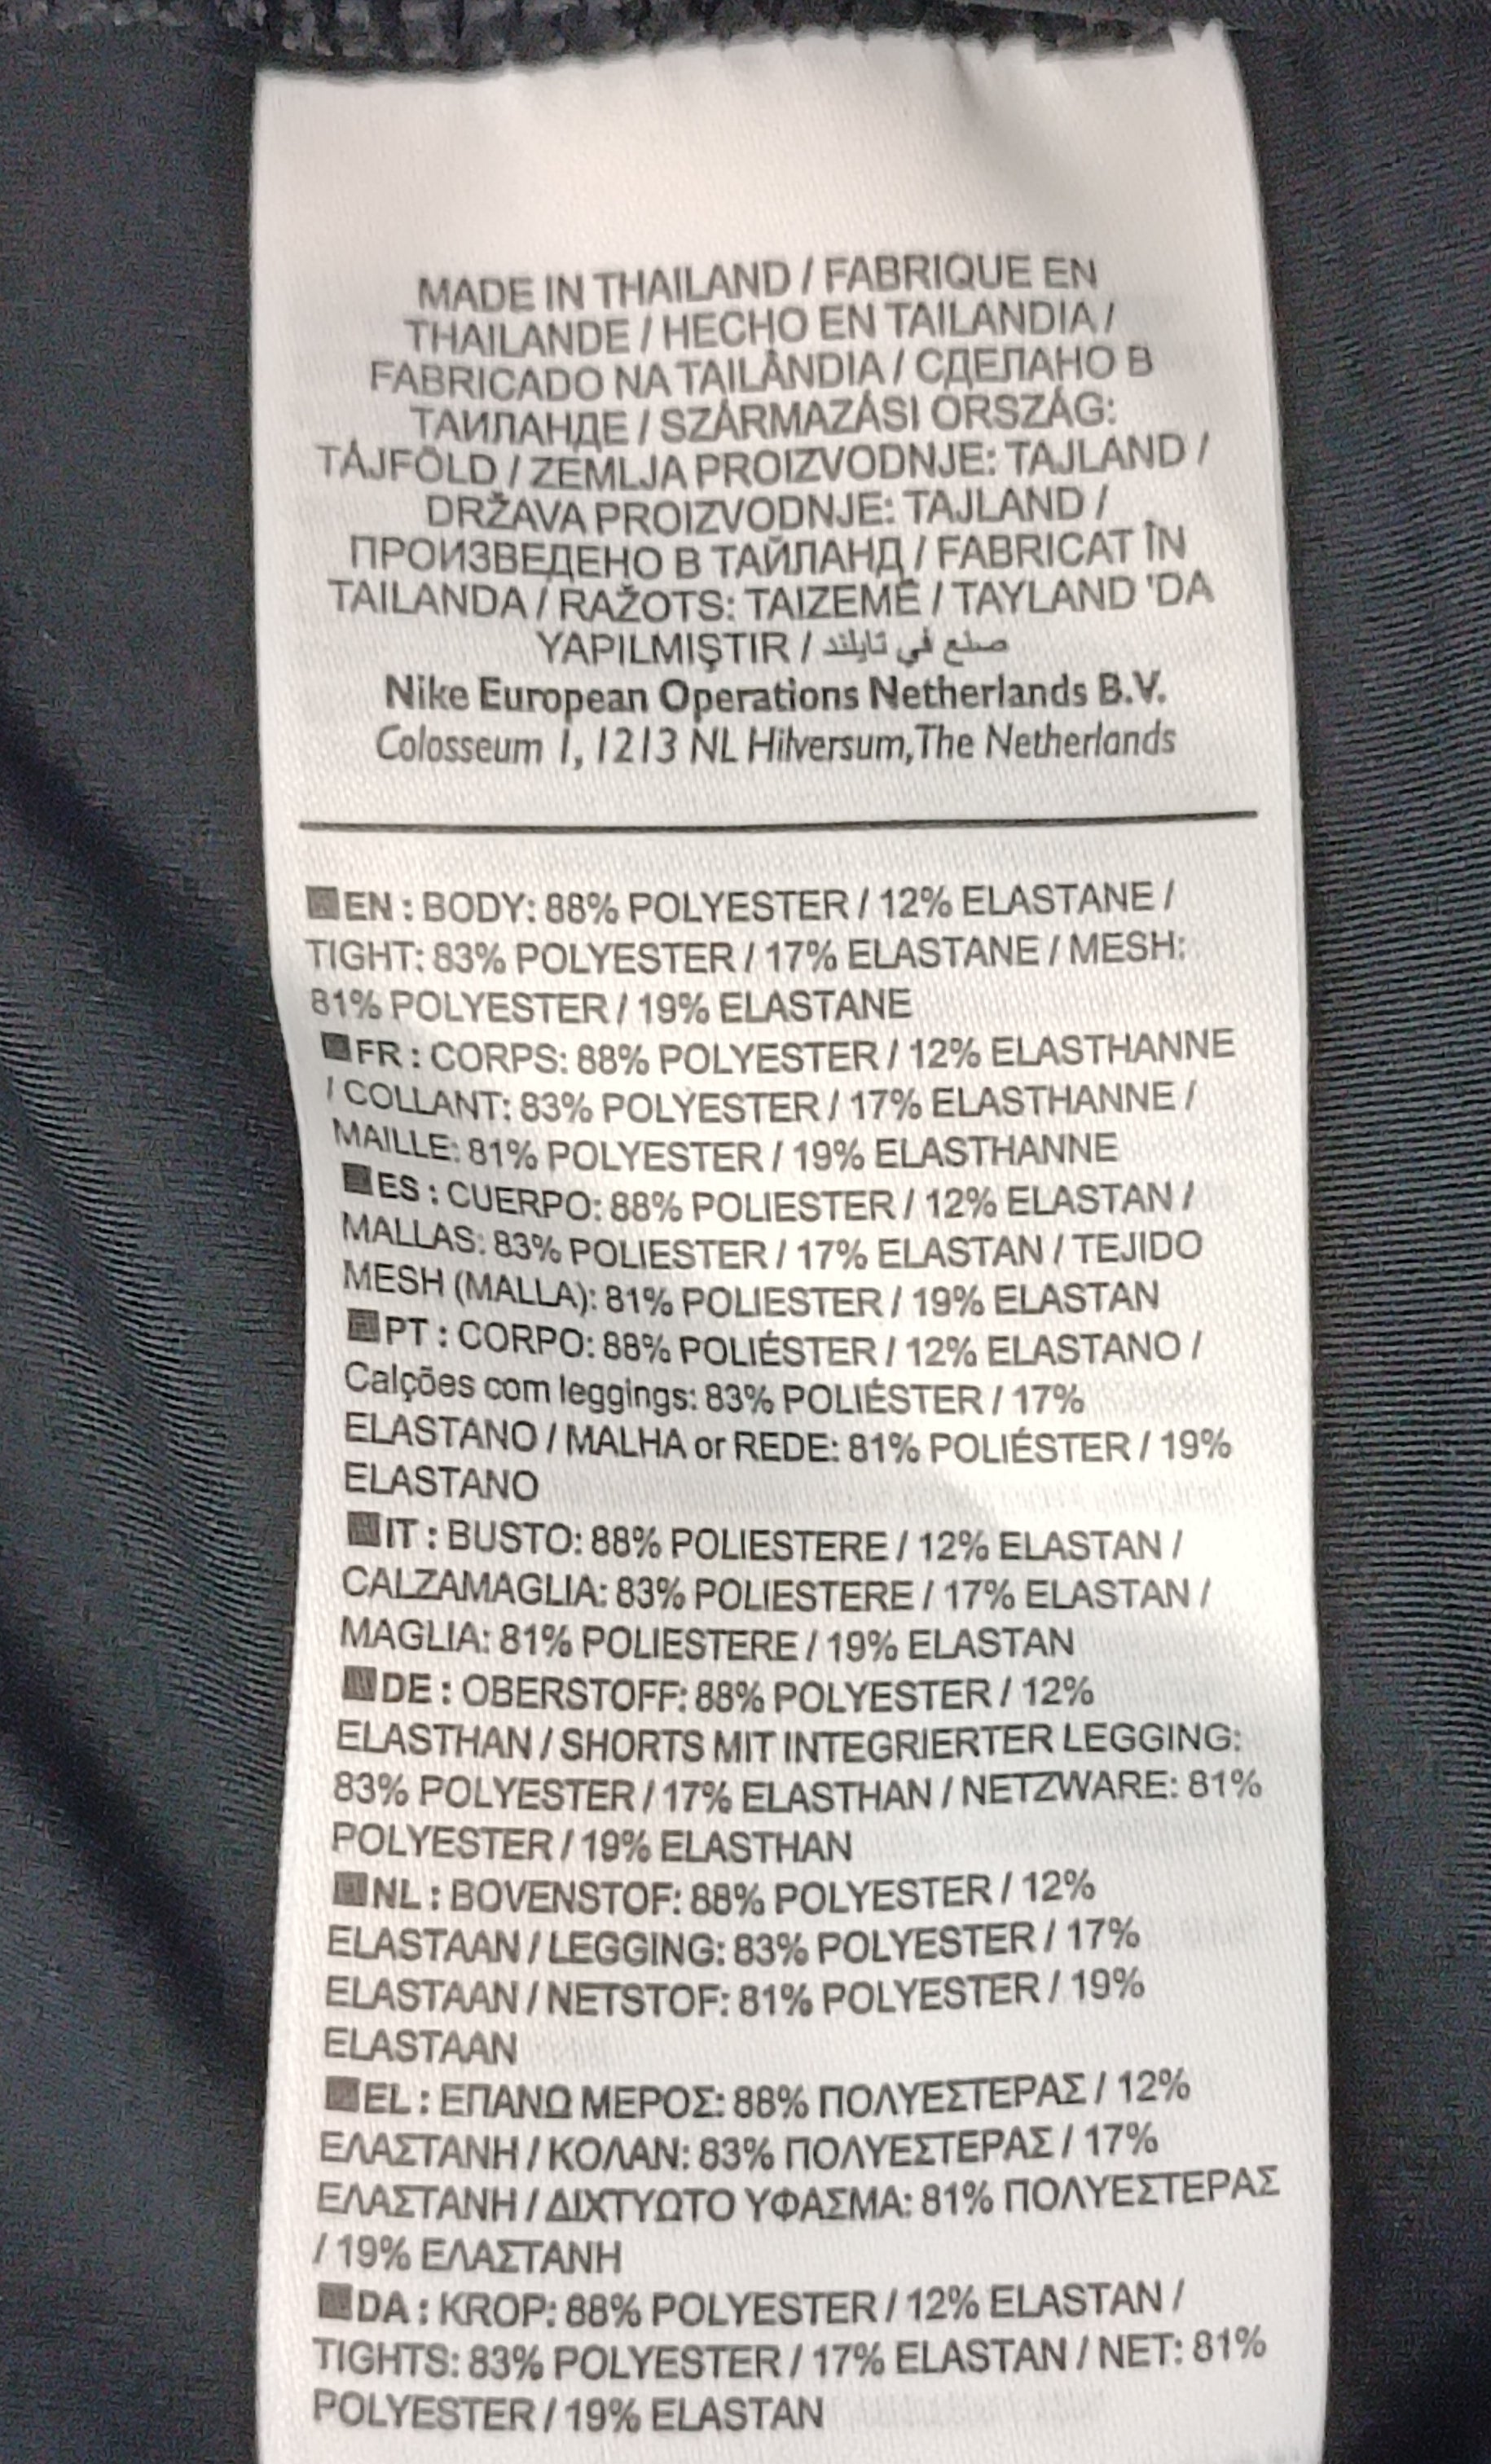 MADE IN THAILAND / FABRIQUE EN
THAILANDE / HECHO EN TAILANDIA /
FABRICADO NA TAILÂNDIA / СДЕЛАНО В
ТАИЛАНДЕ / SZÁRMAZÁSI ORSZÁG:
TÁJFÖLD / ZEMLJA PROIZVODNJE: TAJLAND /
DRŽAVA PROIZVODNJE: TAJLAND /
ПРОИЗВЕДЕНО В ТАЙЛАНД / FABRICAT ÎN
TAILANDA / RAŽOTS: TAIZEMĒ / TAYLAND 'DA
YAPILMIŞTIR / صنع في تايلند
Nike European Operations Netherlands B.V.
Colosseum 1, 1213 NL Hilversum, The Netherlands
EN : BODY: 88% POLYESTER / 12% ELASTANE /
TIGHT: 83% POLYESTER / 17% ELASTANE / MESH:
81% POLYESTER / 19% ELASTANE
FR : CORPS: 88% POLYESTER / 12% ELASTHANNE
/ COLLANT: 83% POLYESTER / 17% ELASTHANNE /
MAILLE: 81% POLYESTER / 19% ELASTHANNE
ES : CUERPO: 88% POLIESTER / 12% ELASTAN /
MALLAS: 83% POLIESTER / 17% ELASTAN / TEJIDO
MESH (MALLA): 81% POLIESTER / 19% ELASTAN
PT : CORPO: 88% POLIÉSTER / 12% ELASTANO /
Calções com leggings: 83% POLIÉSTER / 17%
ELASTANO / MALHA or REDE: 81% POLIÉSTER / 19%
ELASTANO
IT : BUSTO: 88% POLIESTERE / 12% ELASTAN /
CALZAMAGLIA: 83% POLIESTERE / 17% ELASTAN /
MAGLIA: 81% POLIESTERE / 19% ELASTAN
DE : OBERSTOFF: 88% POLYESTER / 12%
ELASTHAN / SHORTS MIT INTEGRIERTER LEGGING:
83% POLYESTER / 17% ELASTHAN / NETZWARE: 81%
POLYESTER / 19% ELASTHAN
NL : BOVENSTOF: 88% POLYESTER / 12%
ELASTAAN / LEGGING: 83% POLYESTER / 17%
ELASTAAN / NETSTOF: 81% POLYESTER / 19%
ELASTAAN
EL : ΕΠΑΝΩ ΜΕΡΟΣ: 88% ΠΟΛΥΕΣΤΕΡΑΣ / 12%
ΕΛΑΣΤΑΝΗ / ΚΟΛΑΝ: 83% ΠΟΛΥΕΣΤΕΡΑΣ / 17%
ΕΛΑΣΤΑΝΗ / ΔΙΧΤΥΩΤΟ ΥΦΑΣΜΑ: 81% ΠΟΛΥΕΣΤΕΡΑΣ
/ 19% ΕΛΑΣΤΑΝΗ
DA : KROP: 88% POLYESTER / 12% ELASTAN /
TIGHTS: 83% POLYESTER / 17% ELASTAN / NET: 81%
POLYESTER / 19% ELASTAN